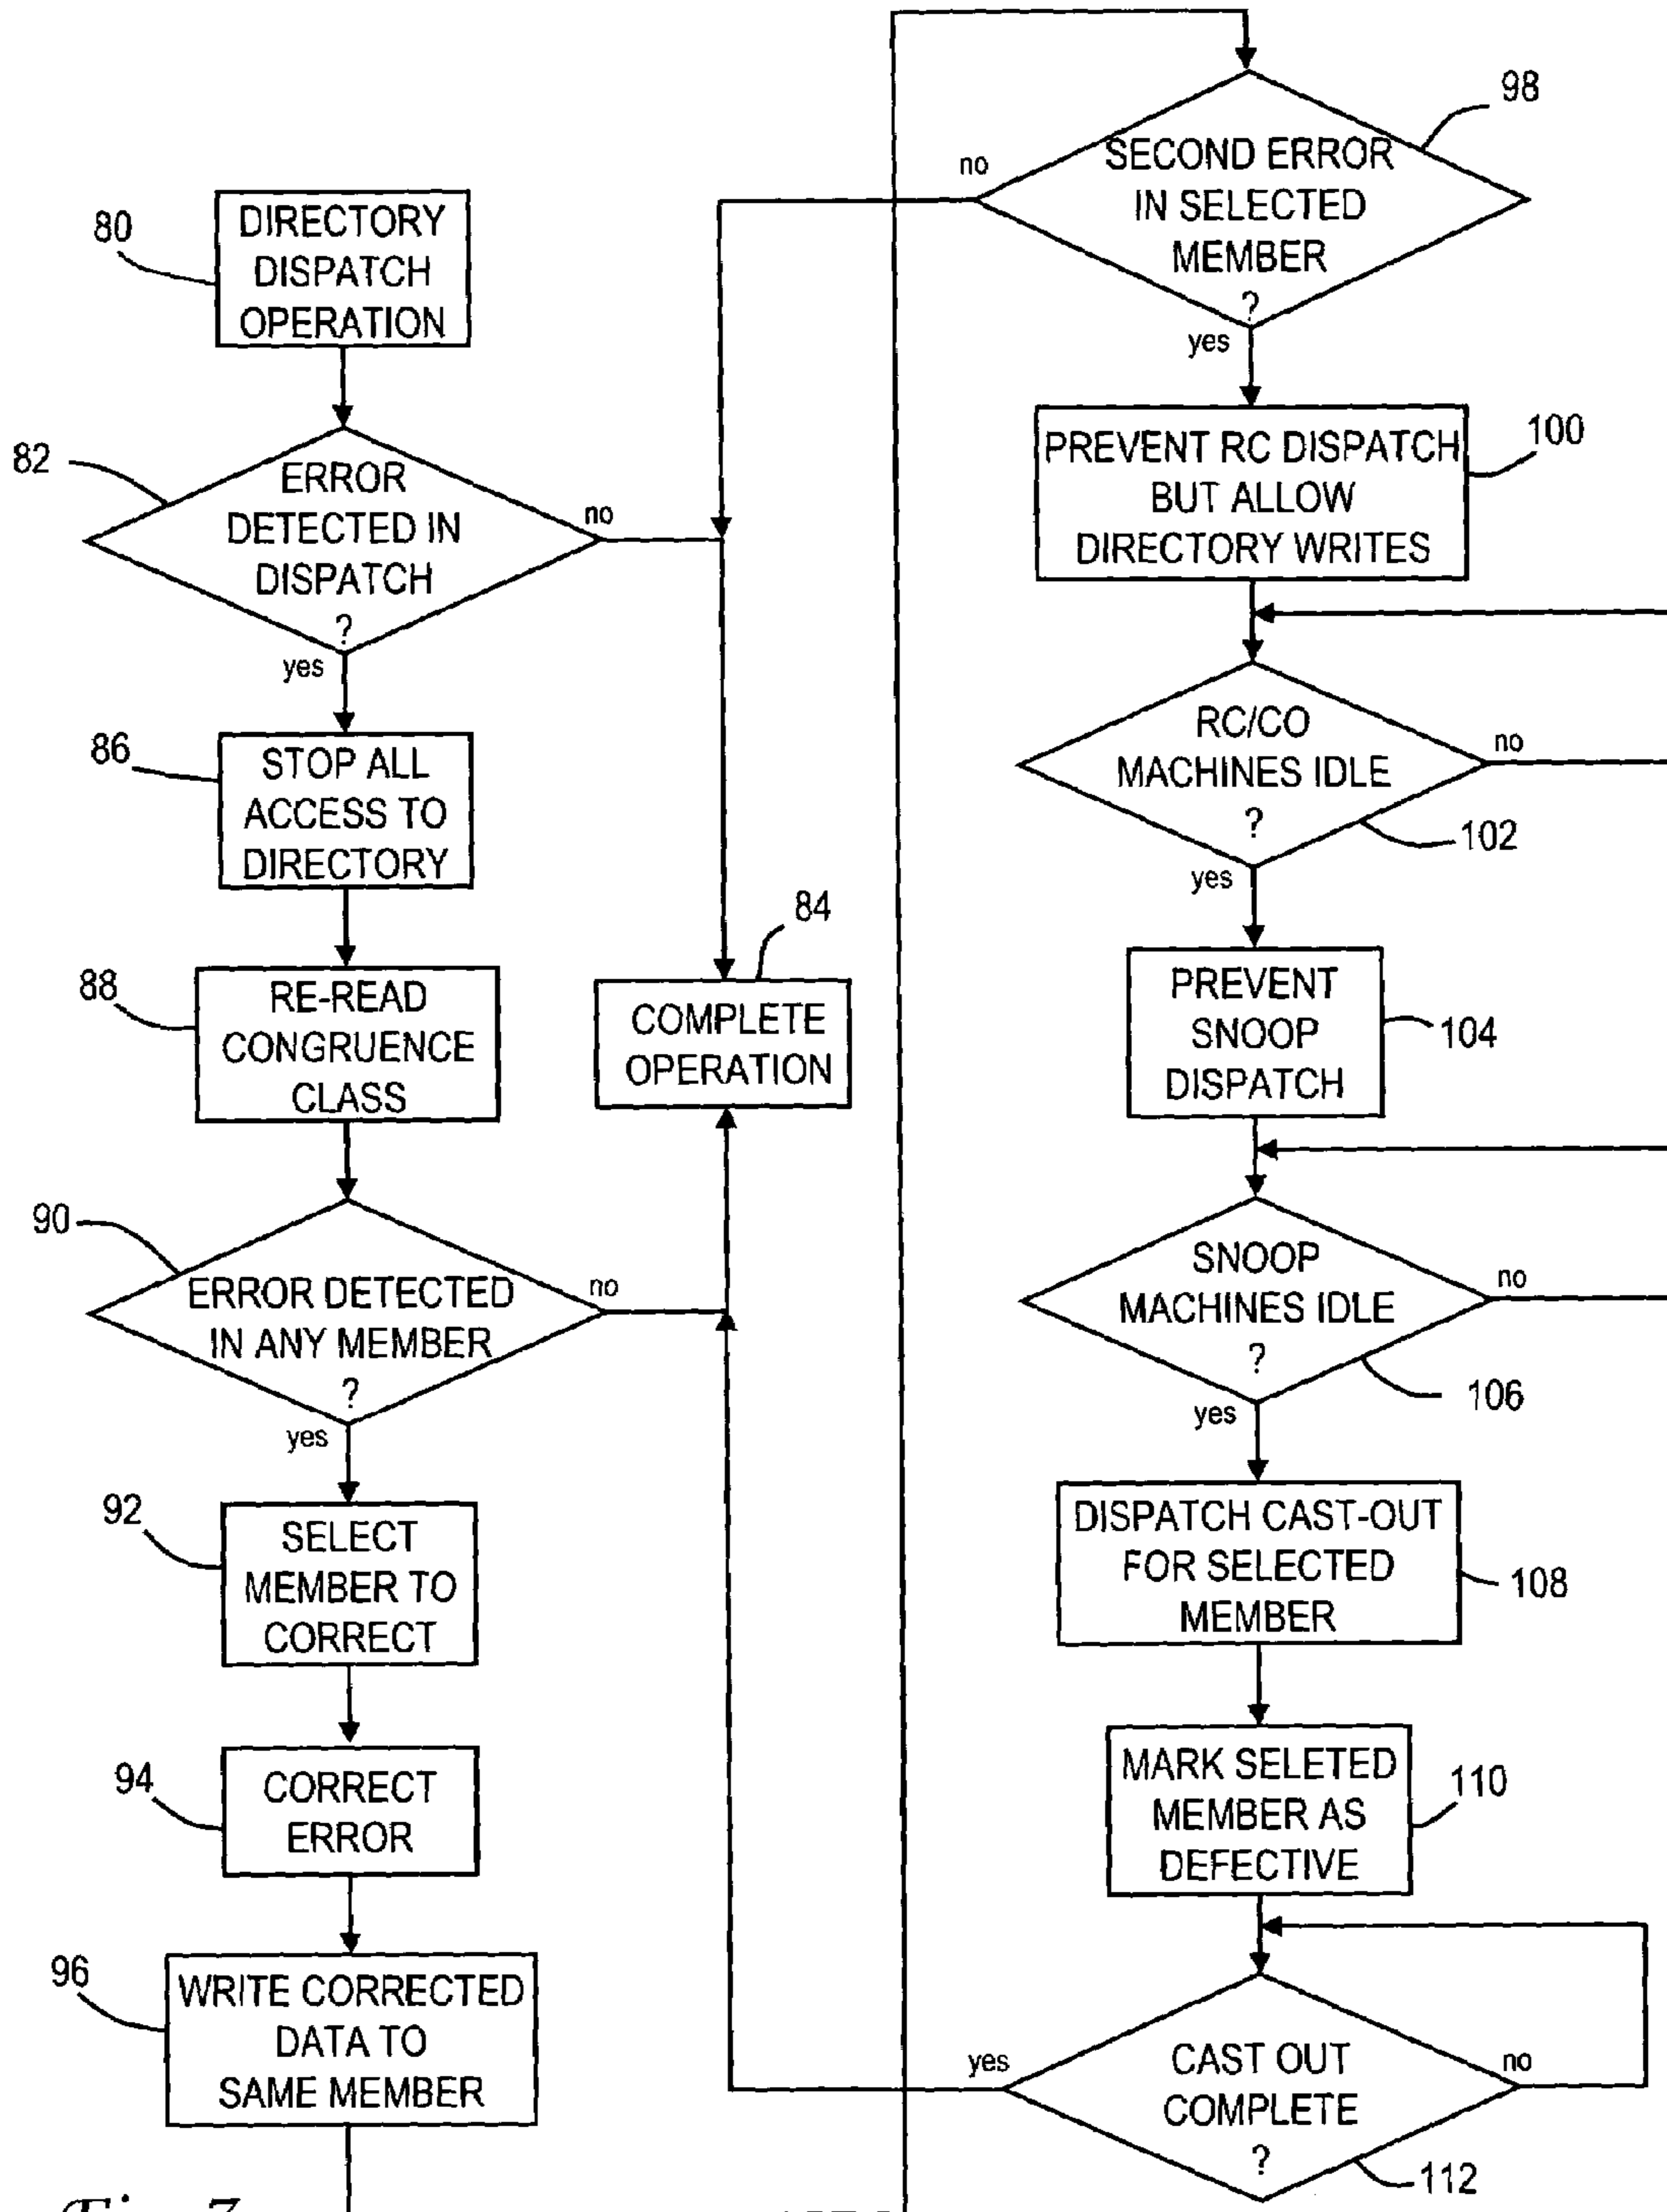 80
DIRECTORY
DISPATCH
OPERATION
82
ERROR
DETECTED IN
DISPATCH
?
no
yes
86
STOP ALL
ACCESS TO
DIRECTORY
88
RE-READ
CONGRUENCE
CLASS
84
COMPLETE
OPERATION
90
ERROR DETECTED
IN ANY MEMBER
?
no
yes
92
SELECT
MEMBER TO
CORRECT
94
CORRECT
ERROR
96
WRITE CORRECTED
DATA TO
SAME MEMBER
98
SECOND ERROR
IN SELECTED
MEMBER
?
no
yes
100
PREVENT RC DISPATCH
BUT ALLOW
DIRECTORY WRITES
RC/CO
MACHINES IDLE
?
no
102
yes
PREVENT
SNOOP
DISPATCH
104
SNOOP
MACHINES IDLE
?
no
106
yes
DISPATCH CAST-OUT
FOR SELECTED
MEMBER
108
MARK SELETED
MEMBER AS
DEFECTIVE
110
CAST OUT
COMPLETE
?
yes
no
112